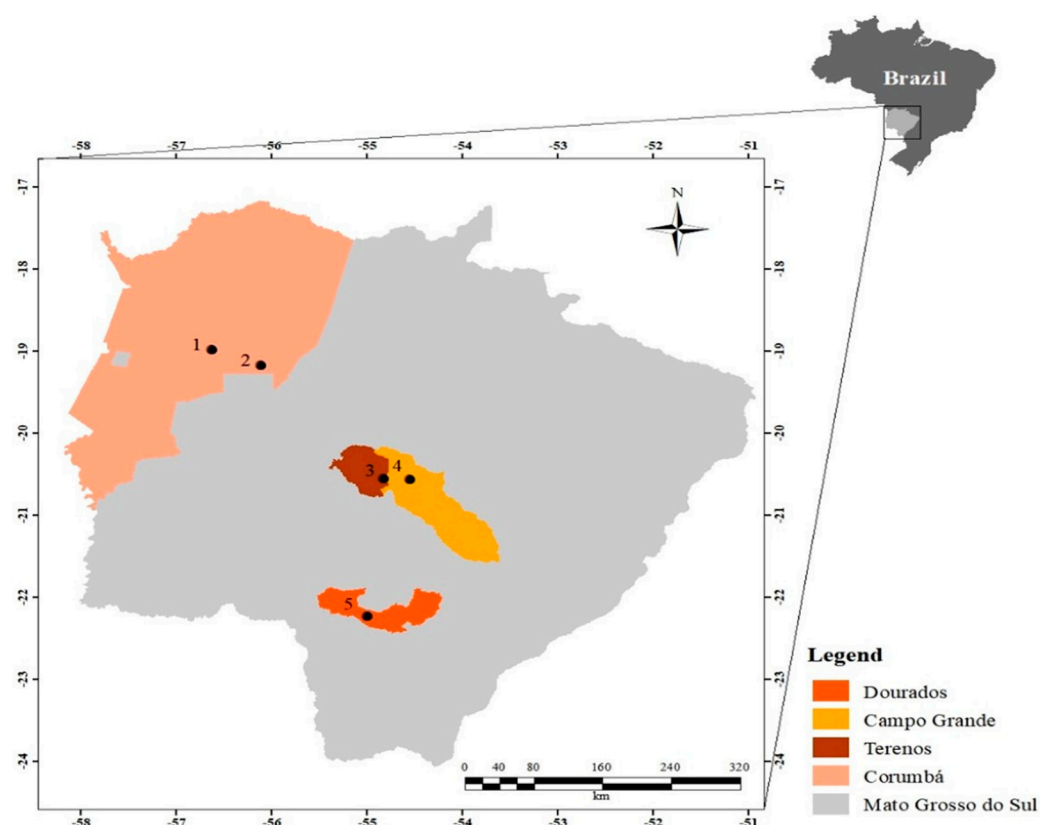 Brazil
-58 -57 -56 -55 -54 -53 -52 -51
-17 -17
N
-18 -18
1
-19 -19
2
-20 -20
3 4
-21 -21
-22 -22
5
Legend
-23 -23
Dourados
Campo Grande
Terenos
-24 -24
0 40 80 160 240 320
km
Corumbá
Mato Grosso do Sul
-58 -57 -56 -55 -54 -53 -52 -51